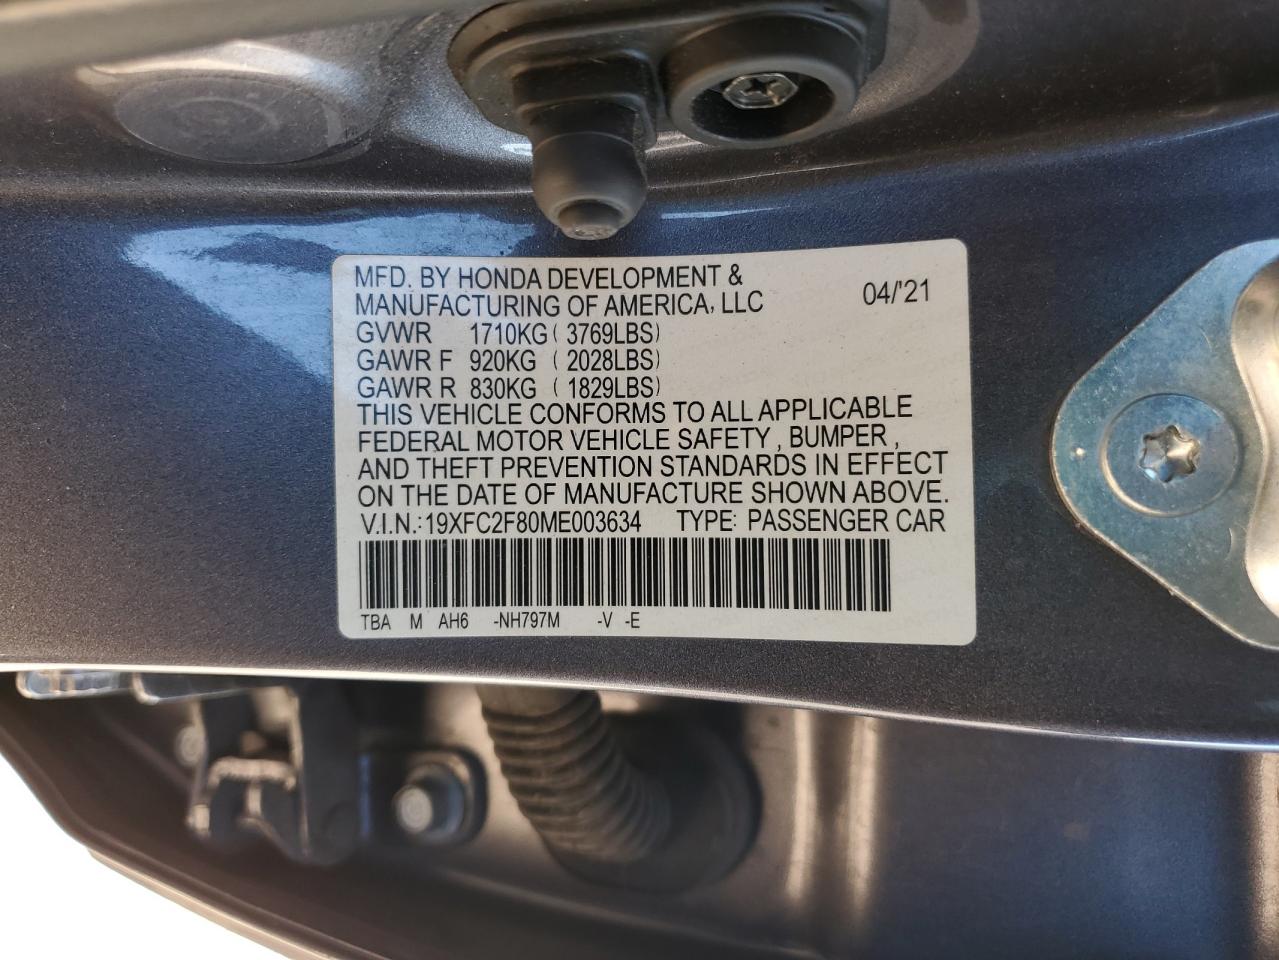 MFD. BY HONDA DEVELOPMENT &
MANUFACTURING OF AMERICA, LLC 04/'21
GVWR 1710KG ( 3769LBS)
GAWR F 920KG ( 2028LBS)
GAWR R 830KG ( 1829LBS)
THIS VEHICLE CONFORMS TO ALL APPLICABLE
FEDERAL MOTOR VEHICLE SAFETY , BUMPER ,
AND THEFT PREVENTION STANDARDS IN EFFECT
ON THE DATE OF MANUFACTURE SHOWN ABOVE.
V.I.N.:19XFC2F80ME003634 TYPE: PASSENGER CAR
TBA M AH6 -NH797M -V -E